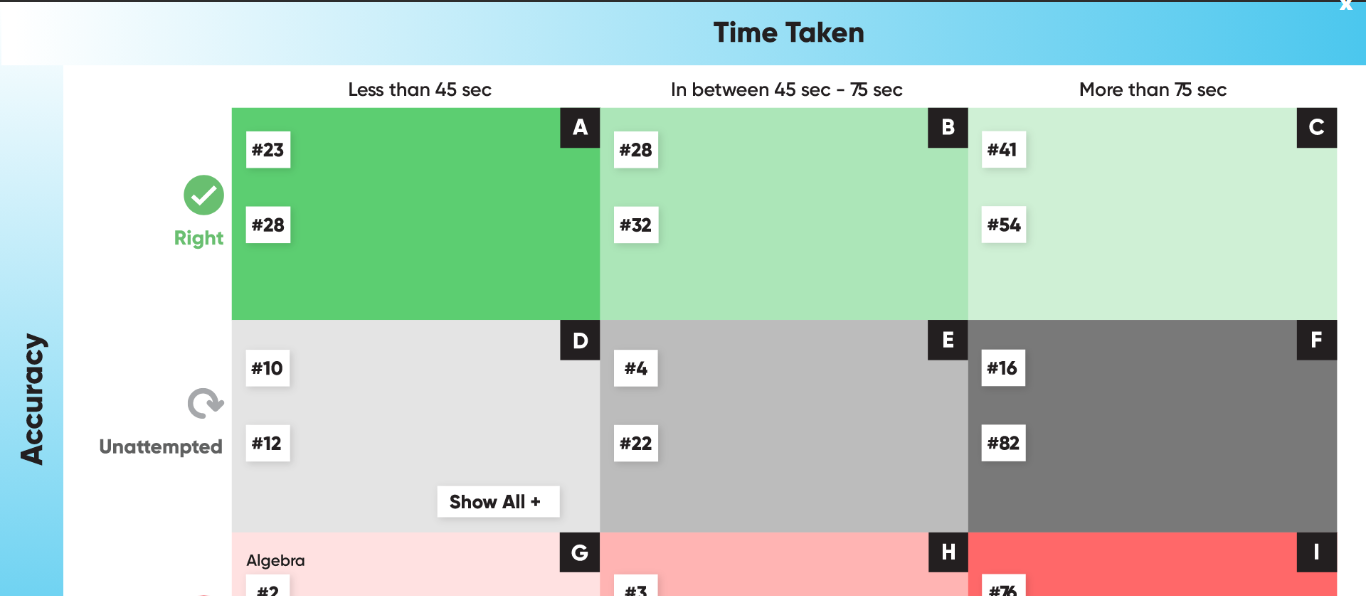 x
Time Taken
Less than 45 sec
In between 45 sec - 75 sec
More than 75 sec
A
B
C
#23
#28
#41
#28
#32
#54
Right
D
E
F
#10
#4
#16
#12
#22
#82
Unattempted
Accuracy
Show All +
G
H
I
Algebra
#2
#3
#76